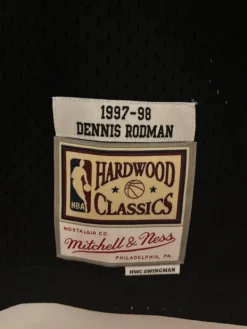 1997-98
DENNIS RODMAN
HARDWOOD
NBA
CLASSICS
NOSTALGIA CO.
Mitchell & Ness
PHILADELPHIA, PA.
HWC SWINGMAN